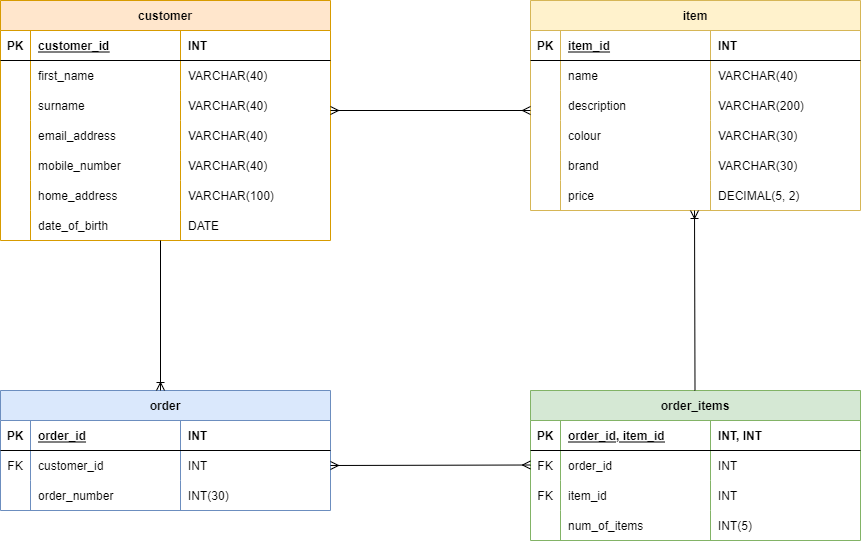 customer
PK customer_id INT
first_name VARCHAR(40)
surname VARCHAR(40)
email_address VARCHAR(40)
mobile_number VARCHAR(40)
home_address VARCHAR(100)
date_of_birth DATE
item
PK item_id INT
name VARCHAR(40)
description VARCHAR(200)
colour VARCHAR(30)
brand VARCHAR(30)
price DECIMAL(5, 2)
order
PK order_id INT
FK customer_id INT
order_number INT(30)
order_items
PK order_id, item_id INT, INT
FK order_id INT
FK item_id INT
num_of_items INT(5)